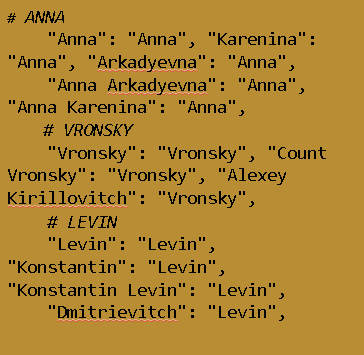 # ANNA
"Anna": "Anna", "Karenina":
"Anna", "Arkadyevna": "Anna",
"Anna Arkadyevna": "Anna",
"Anna Karenina": "Anna",
# VRONSKY
"Vronsky": "Vronsky", "Count
Vronsky": "Vronsky", "Alexey
Kirillovitch": "Vronsky",
# LEVIN
"Levin": "Levin",
"Konstantin": "Levin",
"Konstantin Levin": "Levin",
"Dmitrievitch": "Levin",